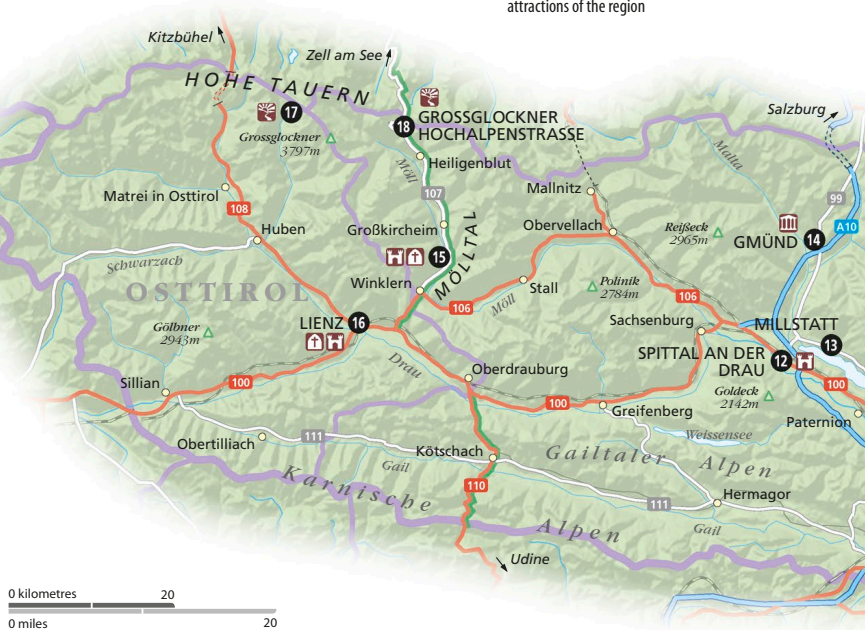 attractions of the region
Kitzbühel
Zell am See
HOHE TAUERN
17
Grossglockner
3797m
18
GROSSGLOCKNER
HOCHALPENSTRASSE
Salzburg
Malta
Heiligenblut
Möll
107
Mallnitz
99
Matrei in Osttirol
108
Huben
Großkircheim
Obervellach
Reißeck
2965m
GMÜND
14
A10
15
MÖLLTAL
Schwarzach
OSTTIROL
Winklern
Stall
Polinik
2784m
106
Möll
106
Gölbner
2943m
LIENZ
16
Sachsenburg
MILLSTATT
13
SPITTAL AN DER
DRAU
12
Drau
Oberdrauburg
Sillian
100
100
100
Goldeck
2142m
Greifenberg
Paternion
Weissensee
Obertilliach
111
Kötschach
Gail
Gailtaler Alpen
110
Karnische Alpen
111
Hermagor
Gail
Udine
0 kilometres
20
0 miles
20